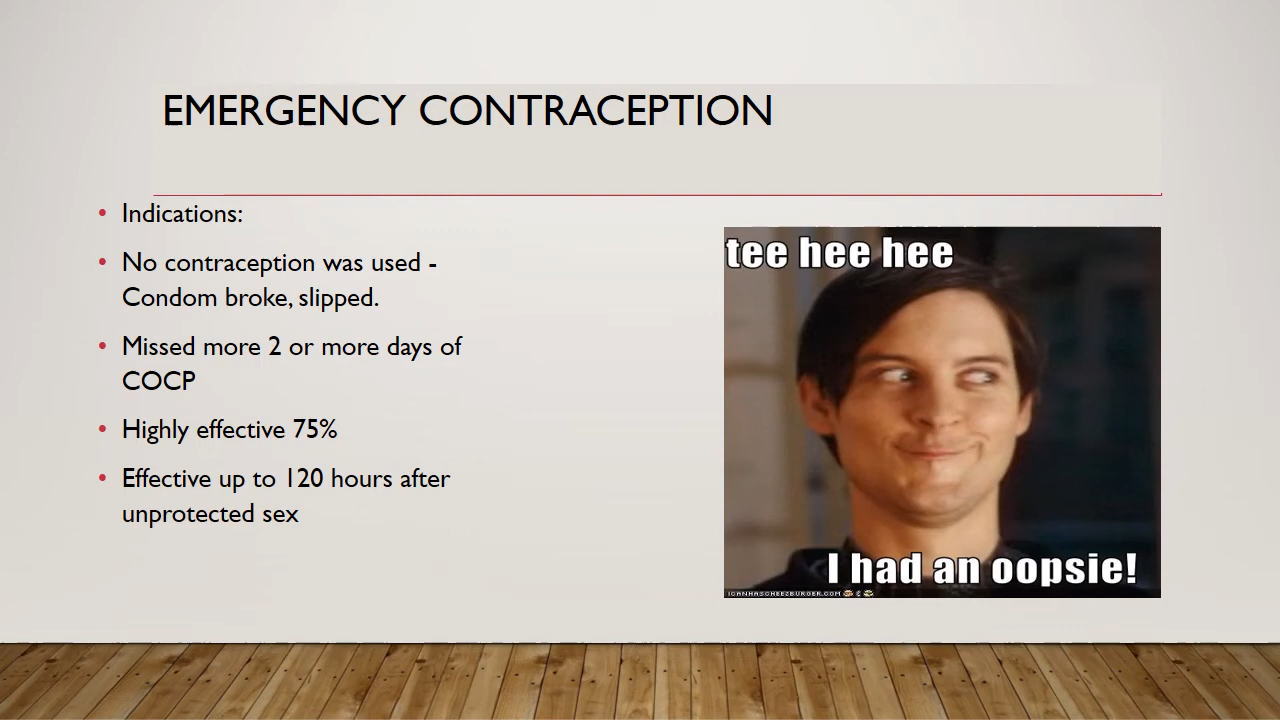 EMERGENCY CONTRACEPTION
• Indications:
• No contraception was used -
Condom broke, slipped.
• Missed more 2 or more days of
COCP
• Highly effective 75%
• Effective up to 120 hours after
unprotected sex
tee hee hee
I had an oopsie!
ICANHASCHEEZBURGER.COM